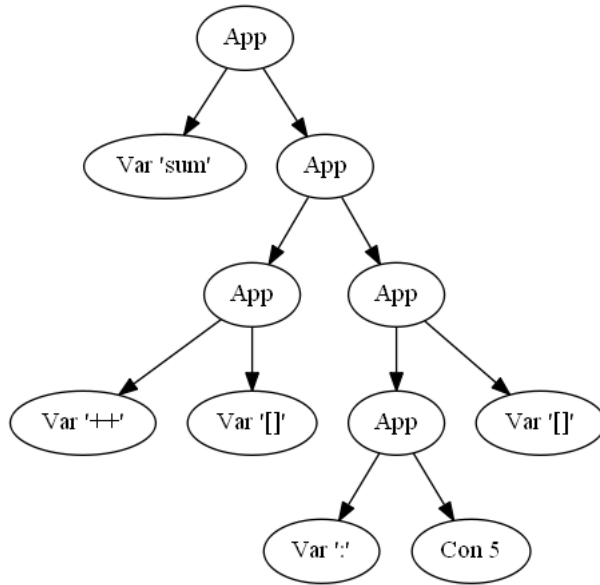 App
Var 'sum'
App
App
App
Var '++'
Var '[]'
App
Var '[]'
Var ':'
Con 5